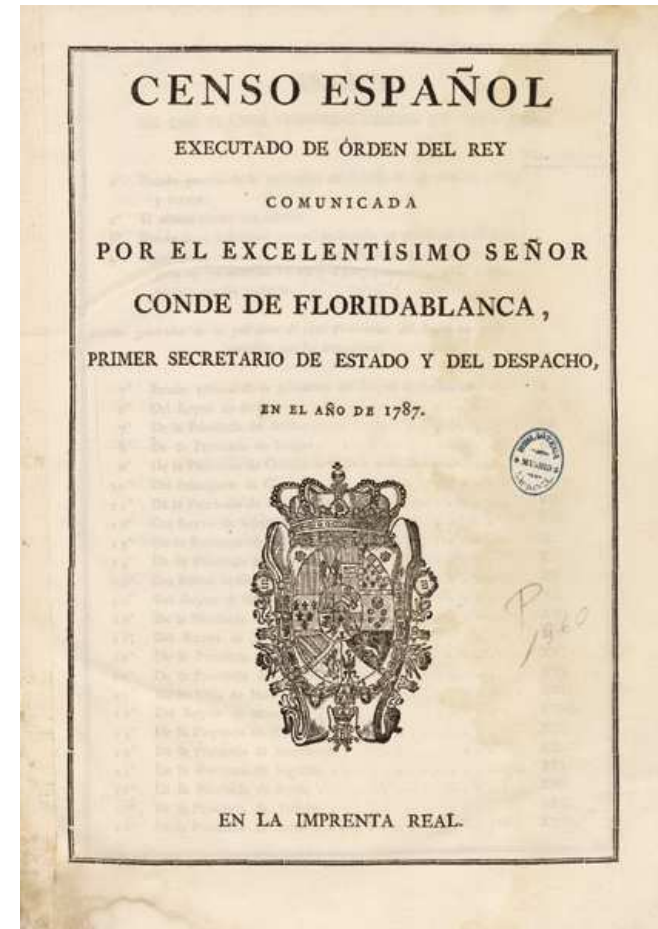 CENSO ESPAÑOL
EXECUTADO DE ÓRDEN DEL REY
COMUNICADA
POR EL EXCELENTÍSIMO SEÑOR
CONDE DE FLORIDABLANCA,
PRIMER SECRETARIO DE ESTADO Y DEL DESPACHO,
EN EL AÑO DE 1787.
EN LA IMPRENTA REAL.